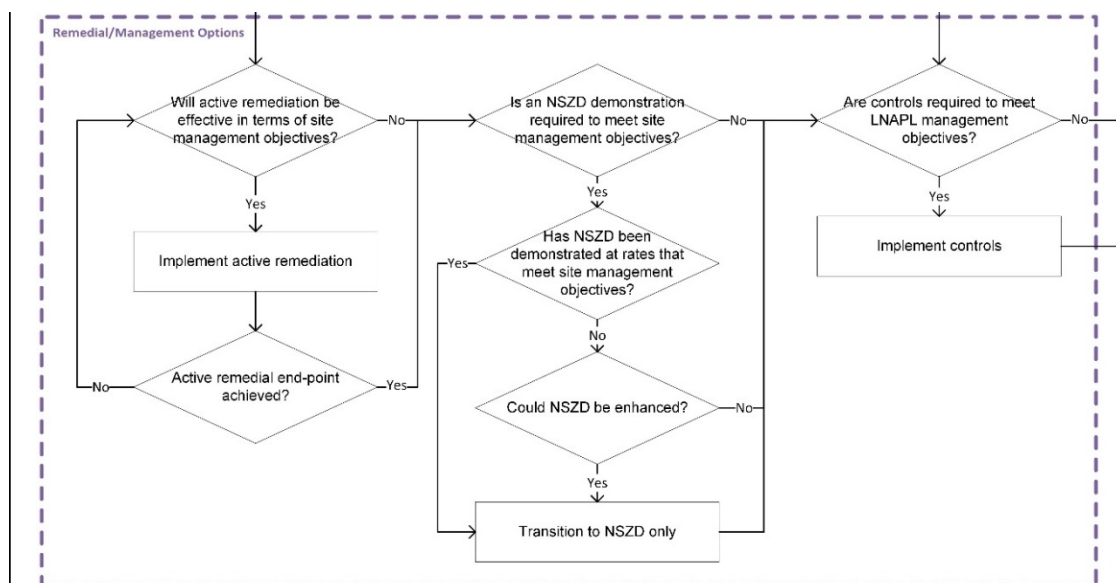 Remedial/Management Options
Will active remediation be
effective in terms of site
management objectives?
No
Yes
Implement active remediation
Active remedial end-point
achieved?
No
Yes
Is an NSZD demonstration
required to meet site
management objectives?
No
Yes
Has NSZD been
demonstrated at rates that
meet site management
objectives?
Yes
No
Could NSZD be enhanced?
No
Yes
Transition to NSZD only
Are controls required to meet
LNAPL management
objectives?
No
Yes
Implement controls